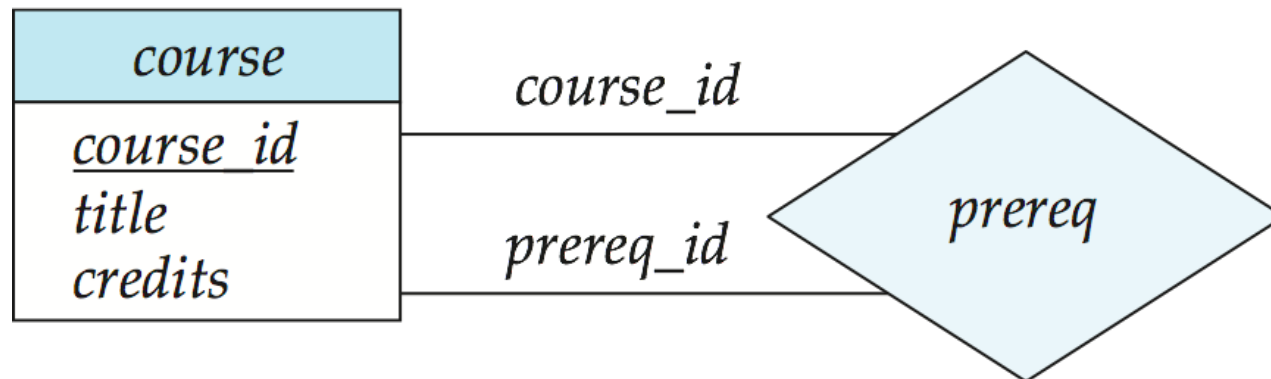 course
course_id
title
credits
course_id
prereq_id
prereq